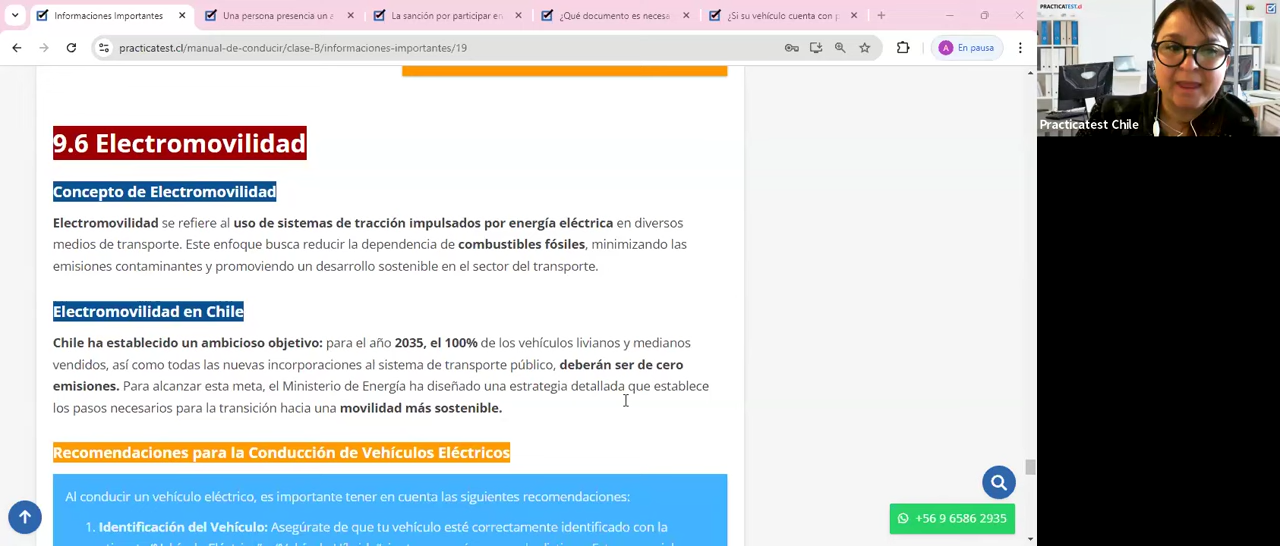 Informaciones Importantes
Una persona presencia un a
La sanción por participar en
¿Qué documento es necesa
¿Si su vehículo cuenta con p
practicatest.cl/manual-de-conducir/clase-B/informaciones-importantes/19
A En pausa
PRACTICATEST.cl
Practicatest Chile
9.6 Electromovilidad
Concepto de Electromovilidad
Electromovilidad se refiere al uso de sistemas de tracción impulsados por energía eléctrica en diversos
medios de transporte. Este enfoque busca reducir la dependencia de combustibles fósiles, minimizando las
emisiones contaminantes y promoviendo un desarrollo sostenible en el sector del transporte.
Electromovilidad en Chile
Chile ha establecido un ambicioso objetivo: para el año 2035, el 100% de los vehículos livianos y medianos
vendidos, así como todas las nuevas incorporaciones al sistema de transporte público, deberán ser de cero
emisiones. Para alcanzar esta meta, el Ministerio de Energía ha diseñado una estrategia detallada que establece
los pasos necesarios para la transición hacia una movilidad más sostenible.
Recomendaciones para la Conducción de Vehículos Eléctricos
Al conducir un vehículo eléctrico, es importante tener en cuenta las siguientes recomendaciones:
1. Identificación del Vehículo: Asegúrate de que tu vehículo esté correctamente identificado con la
+56 9 6586 2935